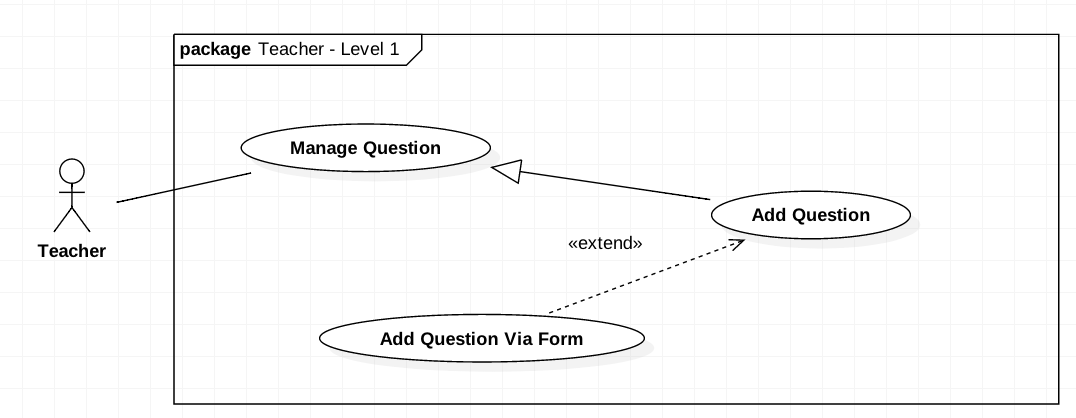 package Teacher - Level 1
Manage Question
Add Question
«extend»
Teacher
Add Question Via Form